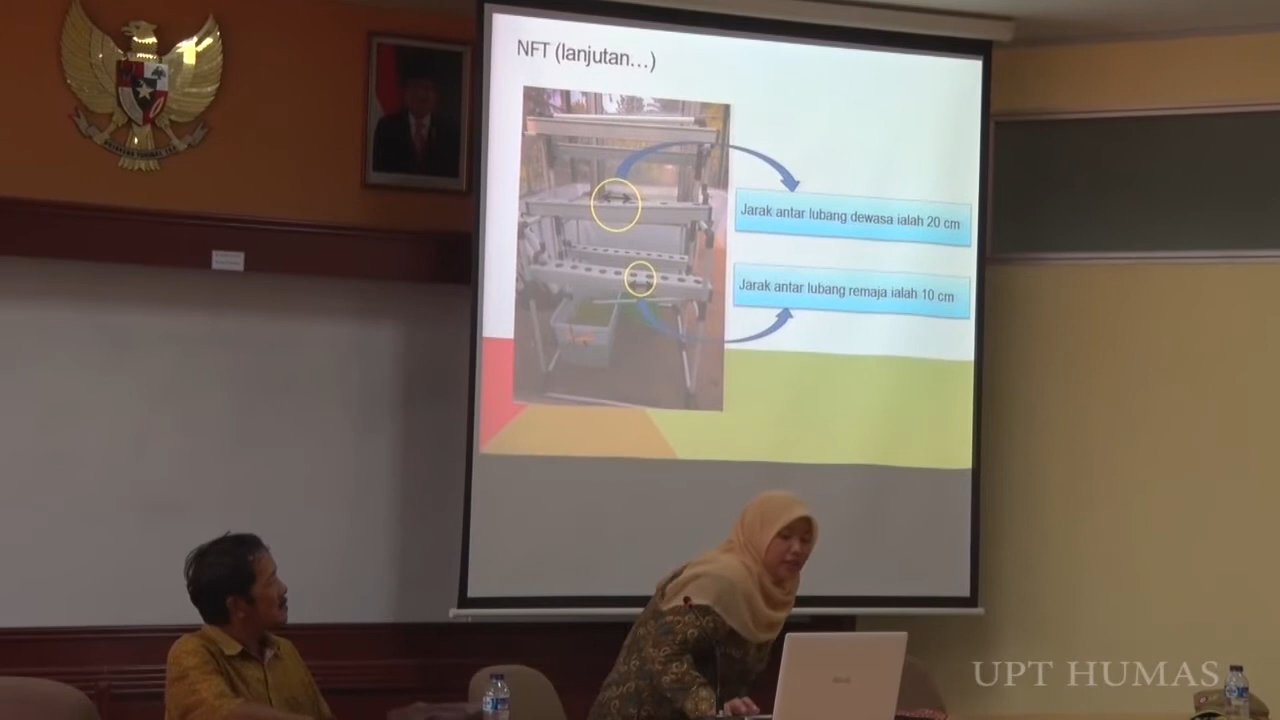 NFT (lanjutan…)
Jarak antar lubang dewasa ialah 20 cm
Jarak antar lubang remaja ialah 10 cm
UPT HUMAS